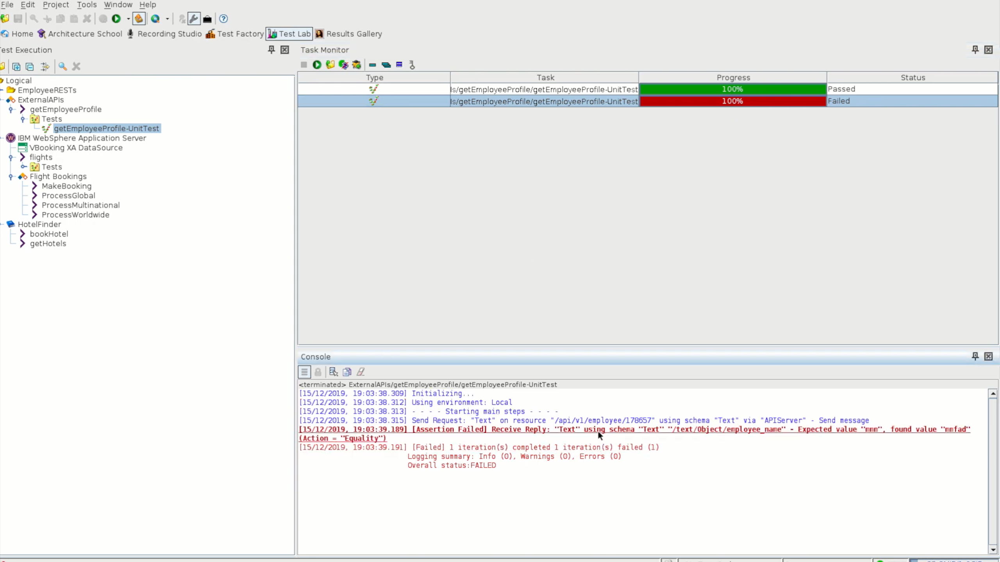 File Edit Project Tools Window Help
Home Architecture School Recording Studio Test Factory Test Lab Results Gallery
est Execution
Logical
EmployeeRESTs
ExternalAPIs
getEmployeeProfile
Tests
getEmployeeProfile-UnitTest
IBM WebSphere Application Server
VBooking XA DataSource
flights
Tests
Flight Bookings
MakeBooking
ProcessGlobal
ProcessMultinational
ProcessWorldwide
HotelFinder
bookHotel
getHotels
Task Monitor
Type Task Progress Status
ls/getEmployeeProfile/getEmployeeProfile-UnitTest 100% Passed
ls/getEmployeeProfile/getEmployeeProfile-UnitTest 100% Failed
Console
<terminated> ExternalAPIs/getEmployeeProfile/getEmployeeProfile-UnitTest
[15/12/2019, 19:03:38.309] Initializing...
[15/12/2019, 19:03:38.312] Using environment: Local
[15/12/2019, 19:03:38.313] - - - - Starting main steps - - - -
[15/12/2019, 19:03:38.315] Send Request: "Text" on resource "/api/v1/employee/178657" using schema "Text" via "APIServer" - Send message
[15/12/2019, 19:03:39.189] [Assertion Failed] Receive Reply: "Text" using schema "Text" "/text/Object/employee_name" - Expected value "mmm", found value "mmfad"
(Action = "Equality")
[15/12/2019, 19:03:39.191] [Failed] 1 iteration(s) completed 1 iteration(s) failed (1)
Logging summary: Info (0), Warnings (0), Errors (0)
Overall status:FAILED